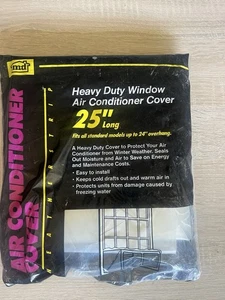 md
Heavy Duty Window
Air Conditioner Cover
25"
Long
Fits all standard models up to 24" overhang.
A Heavy Duty Cover to Protect Your Air
Conditioner from Winter Weather. Seals
Out Moisture and Air to Save on Energy
and Maintenance Costs.
- Easy to install
- Keeps cold drafts out and warm air in
- Protects units from damage caused by
freezing water
AIR CONDITIONER
COVER